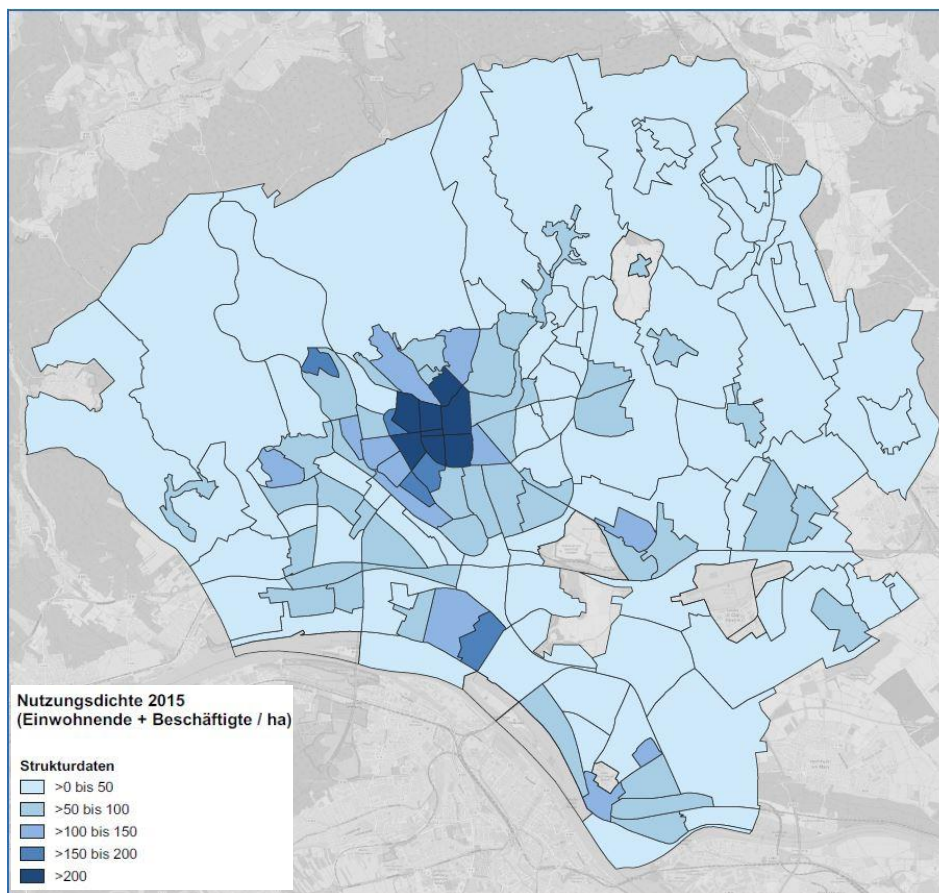 Nutzungsdichte 2015
(Einwohnende + Beschäftigte / ha)
Strukturdaten
>0 bis 50
>50 bis 100
>100 bis 150
>150 bis 200
>200